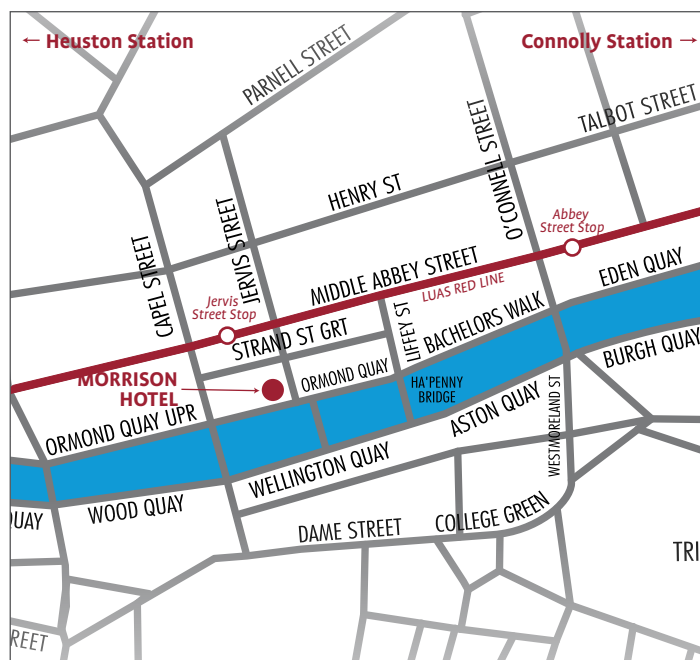 ← Heuston Station
Connolly Station →
PARNELL STREET
TALBOT STREET
O'CONNELL STREET
HENRY ST
JERVIS STREET
CAPEL STREET
Abbey
Street Stop
MIDDLE ABBEY STREET
LUAS RED LINE
EDEN QUAY
Jervis
Street Stop
STRAND ST GRT
LIFFEY ST
BACHELORS WALK
BURGH QUAY
MORRISON
HOTEL
ORMOND QUAY
HA'PENNY
BRIDGE
ASTON QUAY
WESTMORELAND ST
ORMOND QUAY UPR
WELLINGTON QUAY
WOOD QUAY
QUAY
DAME STREET
COLLEGE GREEN
TRI
REET